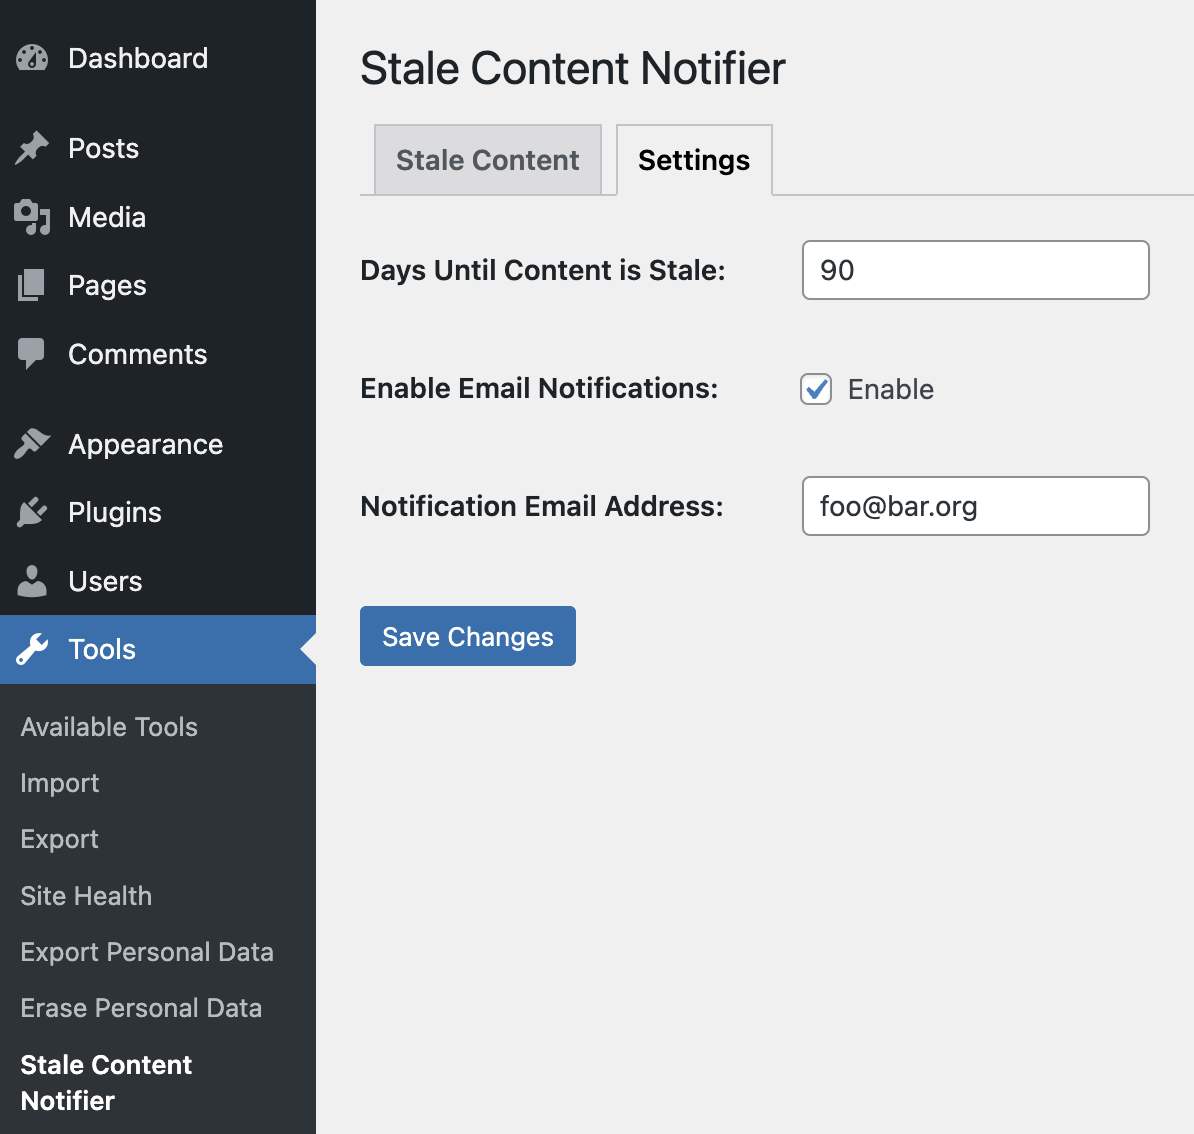 Dashboard
Posts
Media
Pages
Comments
Appearance
Plugins
Users
Tools
Available Tools
Import
Export
Site Health
Export Personal Data
Erase Personal Data
Stale Content
Notifier
Stale Content Notifier
Stale Content
Settings
Days Until Content is Stale:
90
Enable Email Notifications:
Enable
Notification Email Address:
foo@bar.org
Save Changes